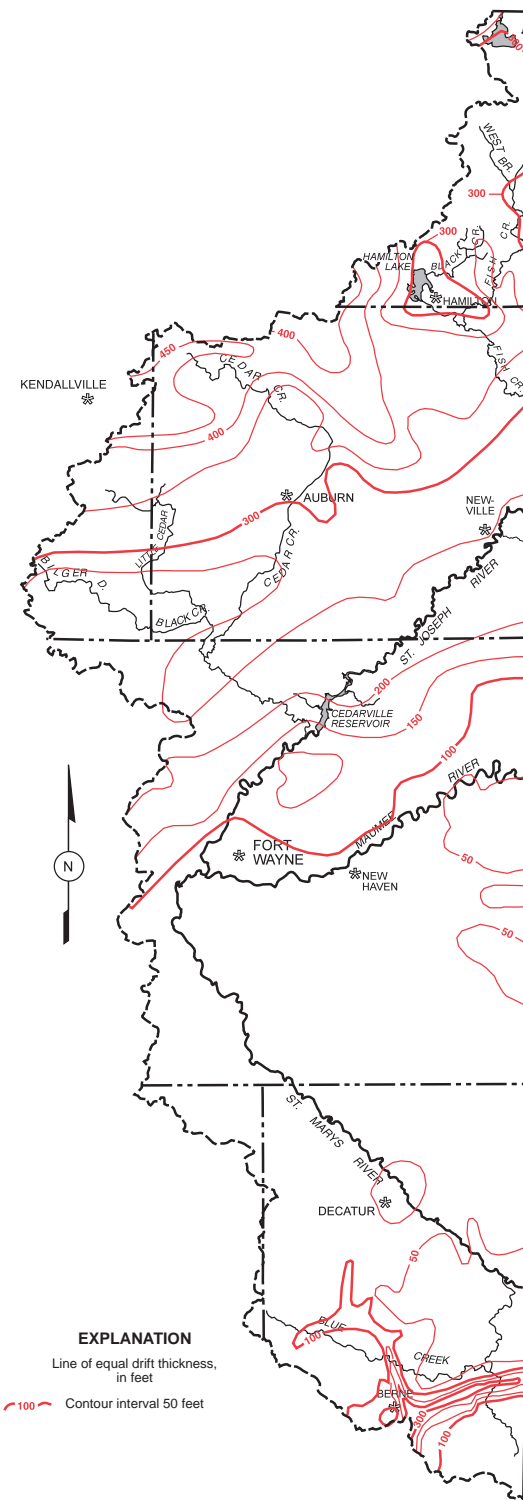 300
WEST BR.
300
FISH CR.
300
HAMILTON
LAKE
BLACK CR.
HAMILTON
400
450
CEDAR CR.
FISH CR.
KENDALLVILLE
400
AUBURN
NEW-
VILLE
300
LITTLE CEDAR
CEDAR CR.
BILGER D.
BLACK CR.
ST. JOSEPH RIVER
200
CEDARVILLE
RESERVOIR
150
100
MAUMEE RIVER
N
FORT
WAYNE
NEW
HAVEN
50
50
ST. MARYS RIVER
DECATUR
50
BLUE CREEK
100
BERNE
300
100
EXPLANATION
Line of equal drift thickness,
in feet
100 Contour interval 50 feet